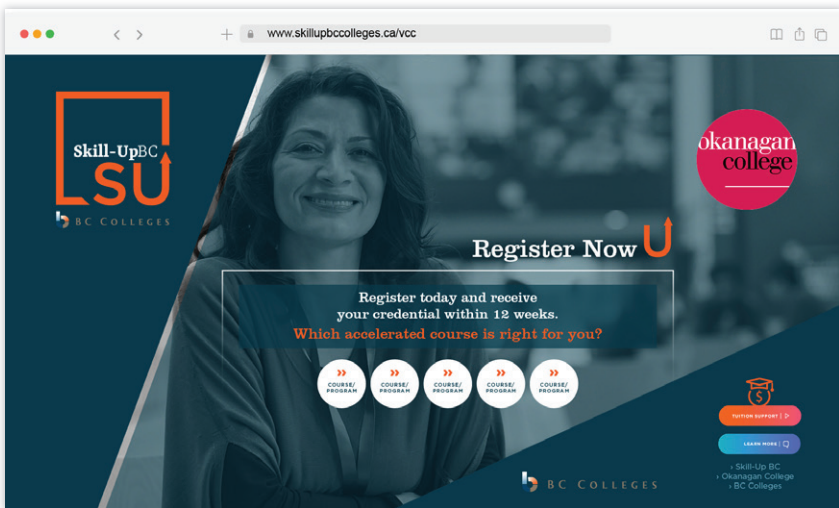 www.skillupbccolleges.ca/vcc
Skill-UpBC
SU
BC COLLEGES
okanagan
college
Register Now U
Register today and receive
your credential within 12 weeks.
Which accelerated course is right for you?
COURSE/
PROGRAM
COURSE/
PROGRAM
COURSE/
PROGRAM
COURSE/
PROGRAM
COURSE/
PROGRAM
$
TUITION SUPPORT |
LEARN MORE |
› Skill-Up BC
› Okanagan College
› BC Colleges
BC COLLEGES